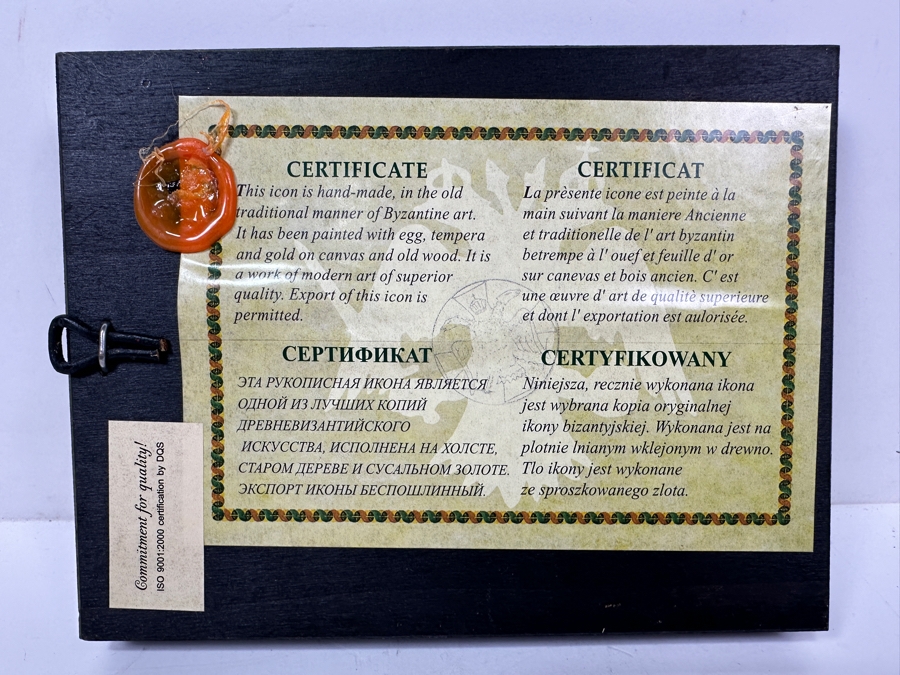 CERTIFICATE
This icon is hand-made, in the old
traditional manner of Byzantine art.
It has been painted with egg, tempera
and gold on canvas and old wood. It is
a work of modern art of superior
quality. Export of this icon is
permitted.
CERTIFICAT
La prèsente icone est peinte à la
main suivant la maniere Ancienne
et traditionelle de l' art byzantin
betrempe à l' ouef et feuille d' or
sur canevas et bois ancien. C' est
une œuvre d' art de qualitè superieure
et dont l' exportation est aulorisée.
СЕРТИФИКАТ
ЭТА РУКОПИСНАЯ ИКОНА ЯВЛЯЕТСЯ
ОДНОЙ ИЗ ЛУЧШИХ КОПИЙ
ДРЕВНЕВИЗАНТИЙСКОГО
ИСКУССТВА, ИСПОЛНЕНА НА ХОЛСТЕ,
СТАРОМ ДЕРЕВЕ И СУСАЛЬНОМ ЗОЛОТЕ.
ЭКСПОРТ ИКОНЫ БЕСПОШЛИННЫЙ.
CERTYFIKOWANY
Niniejsza, recznie wykonana ikona
jest wybrana kopia oryginalnej
ikony bizantyjskiej. Wykonana jest na
plotnie lnianym wklejonym w drewno.
Tlo ikony jest wykonane
ze sproszkowanego zlota.
Commitment for quality!
ISO 9001:2000 certification by DQS